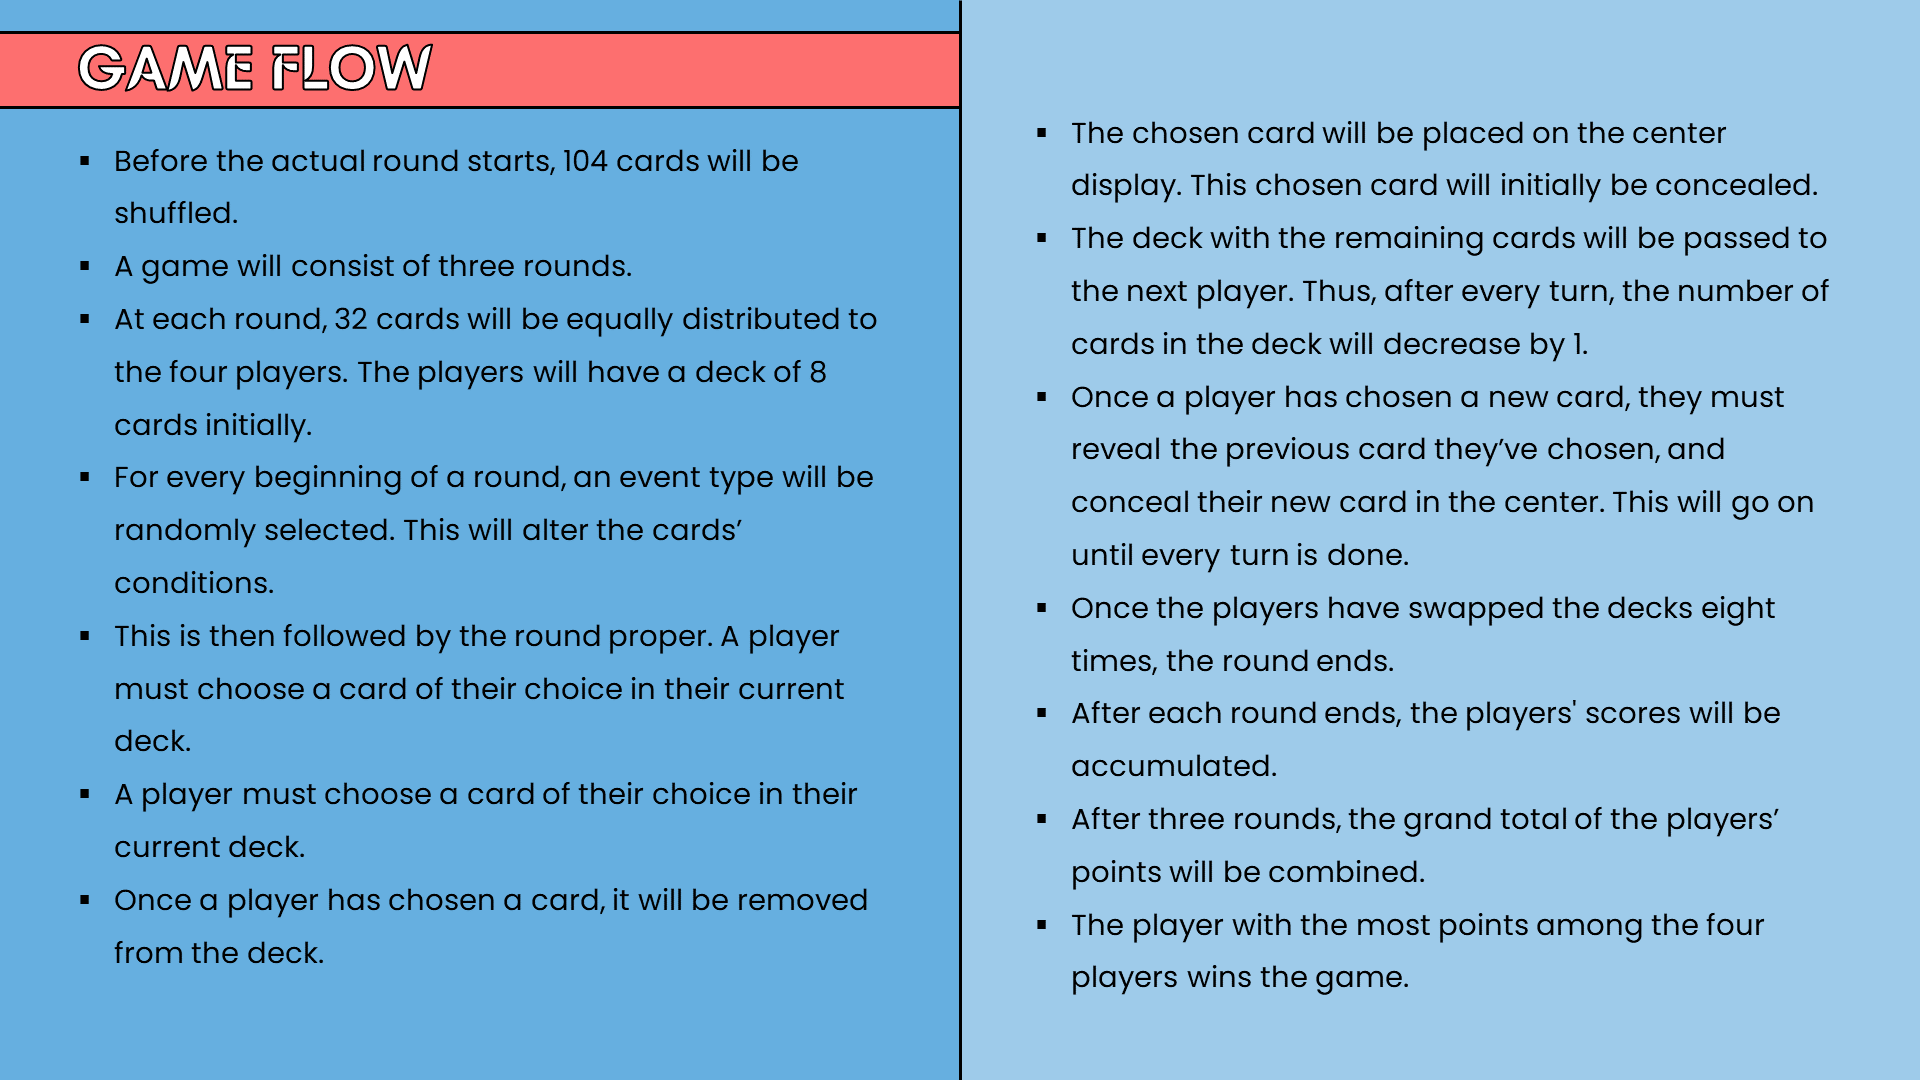 GAME FLOW
▪ Before the actual round starts, 104 cards will be
shuffled.
▪ A game will consist of three rounds.
▪ At each round, 32 cards will be equally distributed to
the four players. The players will have a deck of 8
cards initially.
▪ For every beginning of a round, an event type will be
randomly selected. This will alter the cards’
conditions.
▪ This is then followed by the round proper. A player
must choose a card of their choice in their current
deck.
▪ A player must choose a card of their choice in their
current deck.
▪ Once a player has chosen a card, it will be removed
from the deck.
▪ The chosen card will be placed on the center
display. This chosen card will initially be concealed.
▪ The deck with the remaining cards will be passed to
the next player. Thus, after every turn, the number of
cards in the deck will decrease by 1.
▪ Once a player has chosen a new card, they must
reveal the previous card they’ve chosen, and
conceal their new card in the center. This will go on
until every turn is done.
▪ Once the players have swapped the decks eight
times, the round ends.
▪ After each round ends, the players' scores will be
accumulated.
▪ After three rounds, the grand total of the players’
points will be combined.
▪ The player with the most points among the four
players wins the game.